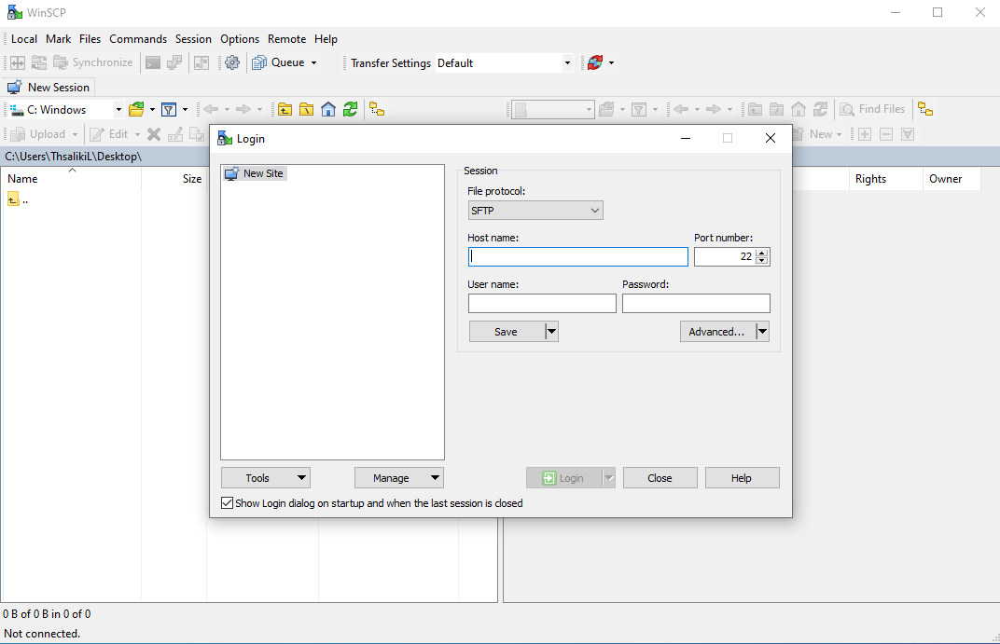 WinSCP
Local Mark Files Commands Session Options Remote Help
Synchronize Queue Transfer Settings Default
New Session
C: Windows Find Files
Upload Edit New
C:\Users\ThsalikiL\Desktop\
Name Size Rights Owner
..
Login
New Site
Session
File protocol:
SFTP
Host name: Port number:
22
User name: Password:
Save Advanced...
Tools Manage Login Close Help
Show Login dialog on startup and when the last session is closed
0 B of 0 B in 0 of 0
Not connected.